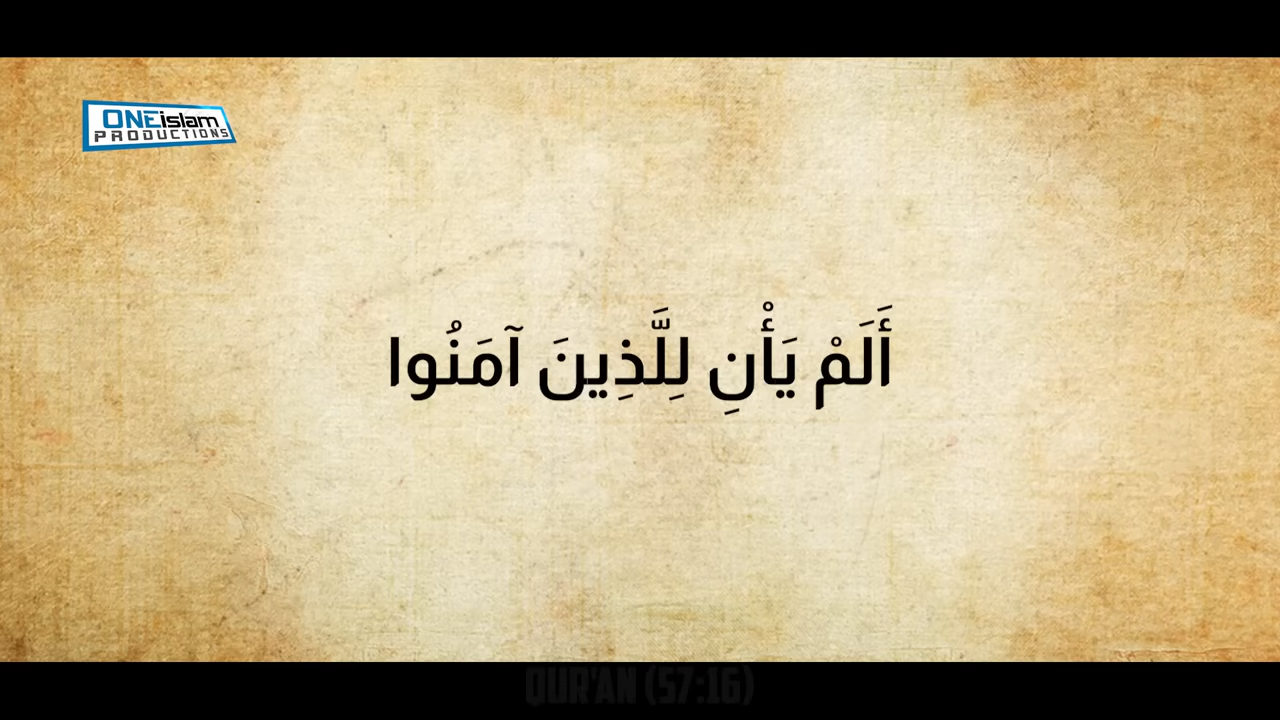 ONEislam
PRODUCTIONS
أَلَمْ يَأْنِ لِلَّذِينَ آمَنُوا
QUR'AN (57:16)